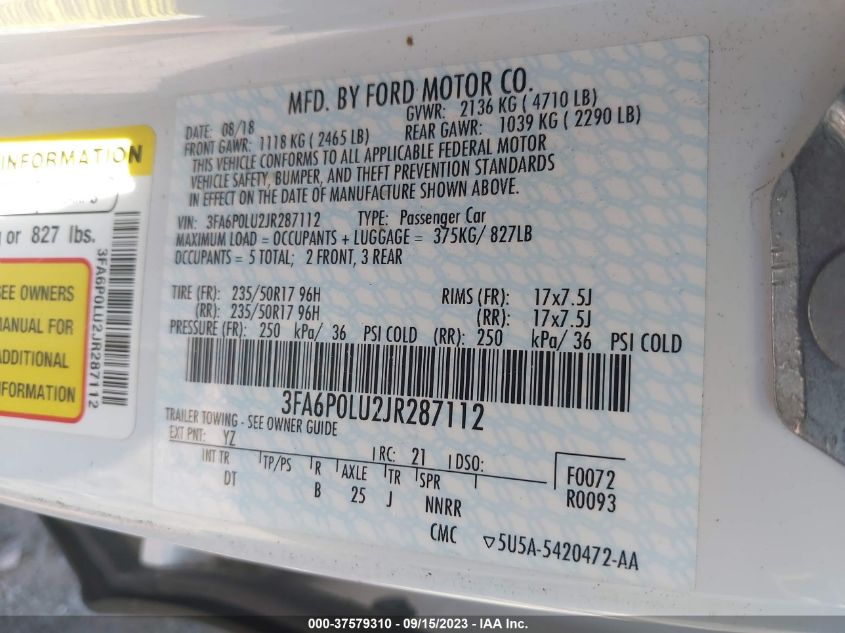 MFD. BY FORD MOTOR CO.
DATE: 08/18 GVWR: 2136 KG ( 4710 LB)
FRONT GAWR: 1118 KG ( 2465 LB) REAR GAWR: 1039 KG ( 2290 LB)
THIS VEHICLE CONFORMS TO ALL APPLICABLE FEDERAL MOTOR
VEHICLE SAFETY, BUMPER, AND THEFT PREVENTION STANDARDS
IN EFFECT ON THE DATE OF MANUFACTURE SHOWN ABOVE.
VIN: 3FA6P0LU2JR287112 TYPE: Passenger Car
MAXIMUM LOAD = OCCUPANTS + LUGGAGE = 375KG/ 827LB
OCCUPANTS = 5 TOTAL; 2 FRONT, 3 REAR
TIRE (FR): 235/50R17 96H RIMS (FR): 17x7.5J
(RR): 235/50R17 96H (RR): 17x7.5J
PRESSURE (FR): 250 kPa/ 36 PSI COLD (RR): 250 kPa/ 36 PSI COLD
3FA6P0LU2JR287112
TRAILER TOWING - SEE OWNER GUIDE
EXT PNT: YZ RC: 21 DSO:
INT TR TP/PS R AXLE TR SPR F0072
DT B 25 J NNRR R0093
CMC 5U5A-5420472-AA
INFORMATION
or 827 lbs.
3FA6P0LU2JR287112
SEE OWNERS
MANUAL FOR
ADDITIONAL
INFORMATION
000-37579310 - 09/15/2023 - IAA Inc.